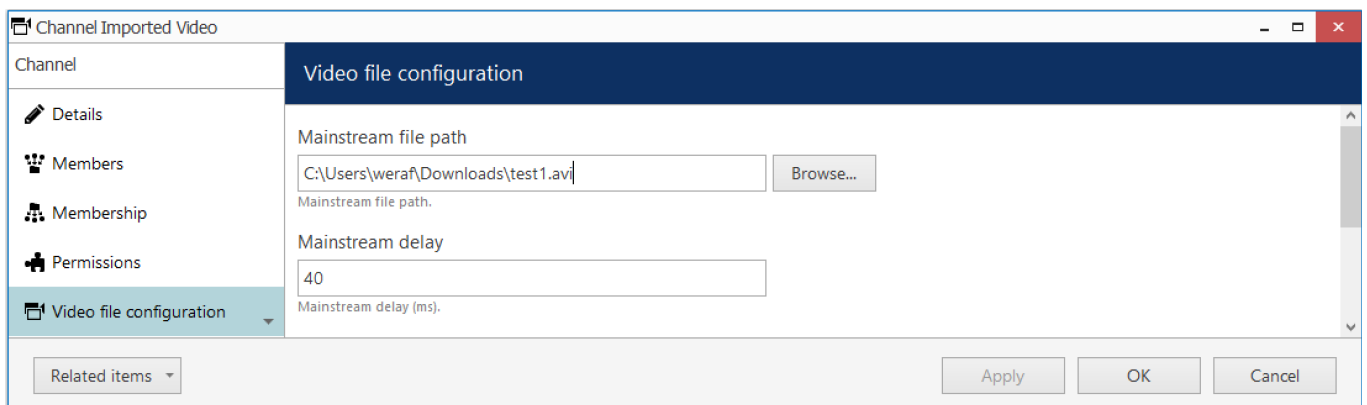 Channel Imported Video
Channel
Details
Members
Membership
Permissions
Video file configuration
Video file configuration
Mainstream file path
C:\Users\weraf\Downloads\test1.avi
Browse...
Mainstream file path.
Mainstream delay
40
Mainstream delay (ms).
Related items
Apply
OK
Cancel